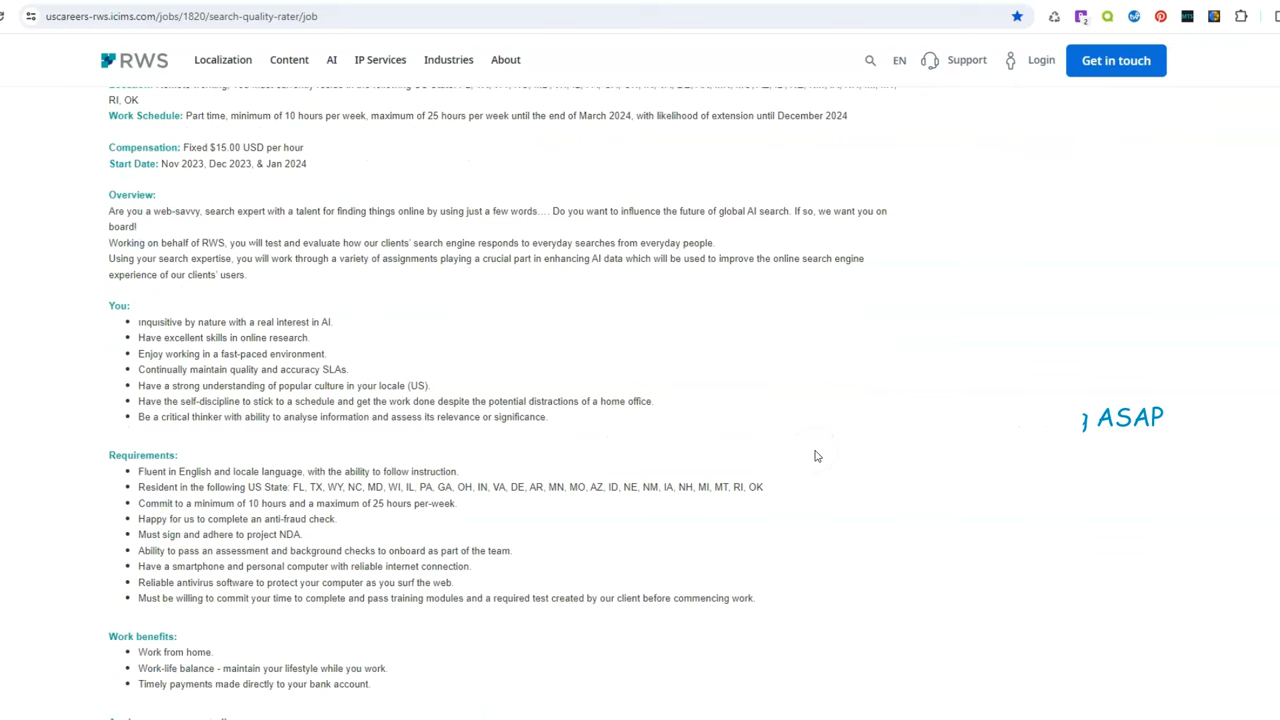 uscareers-rws.icims.com/jobs/1820/search-quality-rater/job
2
MTS
RWS
Localization Content AI IP Services Industries About
EN Support Login Get in touch
RI, OK
Work Schedule: Part time, minimum of 10 hours per week, maximum of 25 hours per week until the end of March 2024, with likelihood of extension until December 2024
Compensation: Fixed $15.00 USD per hour
Start Date: Nov 2023, Dec 2023, & Jan 2024
Overview:
Are you a web-savvy, search expert with a talent for finding things online by using just a few words…. Do you want to influence the future of global AI search. If so, we want you on
board!
Working on behalf of RWS, you will test and evaluate how our clients' search engine responds to everyday searches from everyday people.
Using your search expertise, you will work through a variety of assignments playing a crucial part in enhancing AI data which will be used to improve the online search engine
experience of our clients' users.
You:
Inquisitive by nature with a real interest in AI.
Have excellent skills in online research.
Enjoy working in a fast-paced environment.
Continually maintain quality and accuracy SLAs.
Have a strong understanding of popular culture in your locale (US).
Have the self-discipline to stick to a schedule and get the work done despite the potential distractions of a home office.
Be a critical thinker with ability to analyse information and assess its relevance or significance.
ASAP
Requirements:
Fluent in English and locale language, with the ability to follow instruction.
Resident in the following US State: FL, TX, WY, NC, MD, WI, IL, PA, GA, OH, IN, VA, DE, AR, MN, MO, AZ, ID, NE, NM, IA, NH, MI, MT, RI, OK
Commit to a minimum of 10 hours and a maximum of 25 hours per-week.
Happy for us to complete an anti-fraud check.
Must sign and adhere to project NDA.
Ability to pass an assessment and background checks to onboard as part of the team.
Have a smartphone and personal computer with reliable internet connection.
Reliable antivirus software to protect your computer as you surf the web.
Must be willing to commit your time to complete and pass training modules and a required test created by our client before commencing work.
Work benefits:
Work from home.
Work-life balance - maintain your lifestyle while you work.
Timely payments made directly to your bank account.